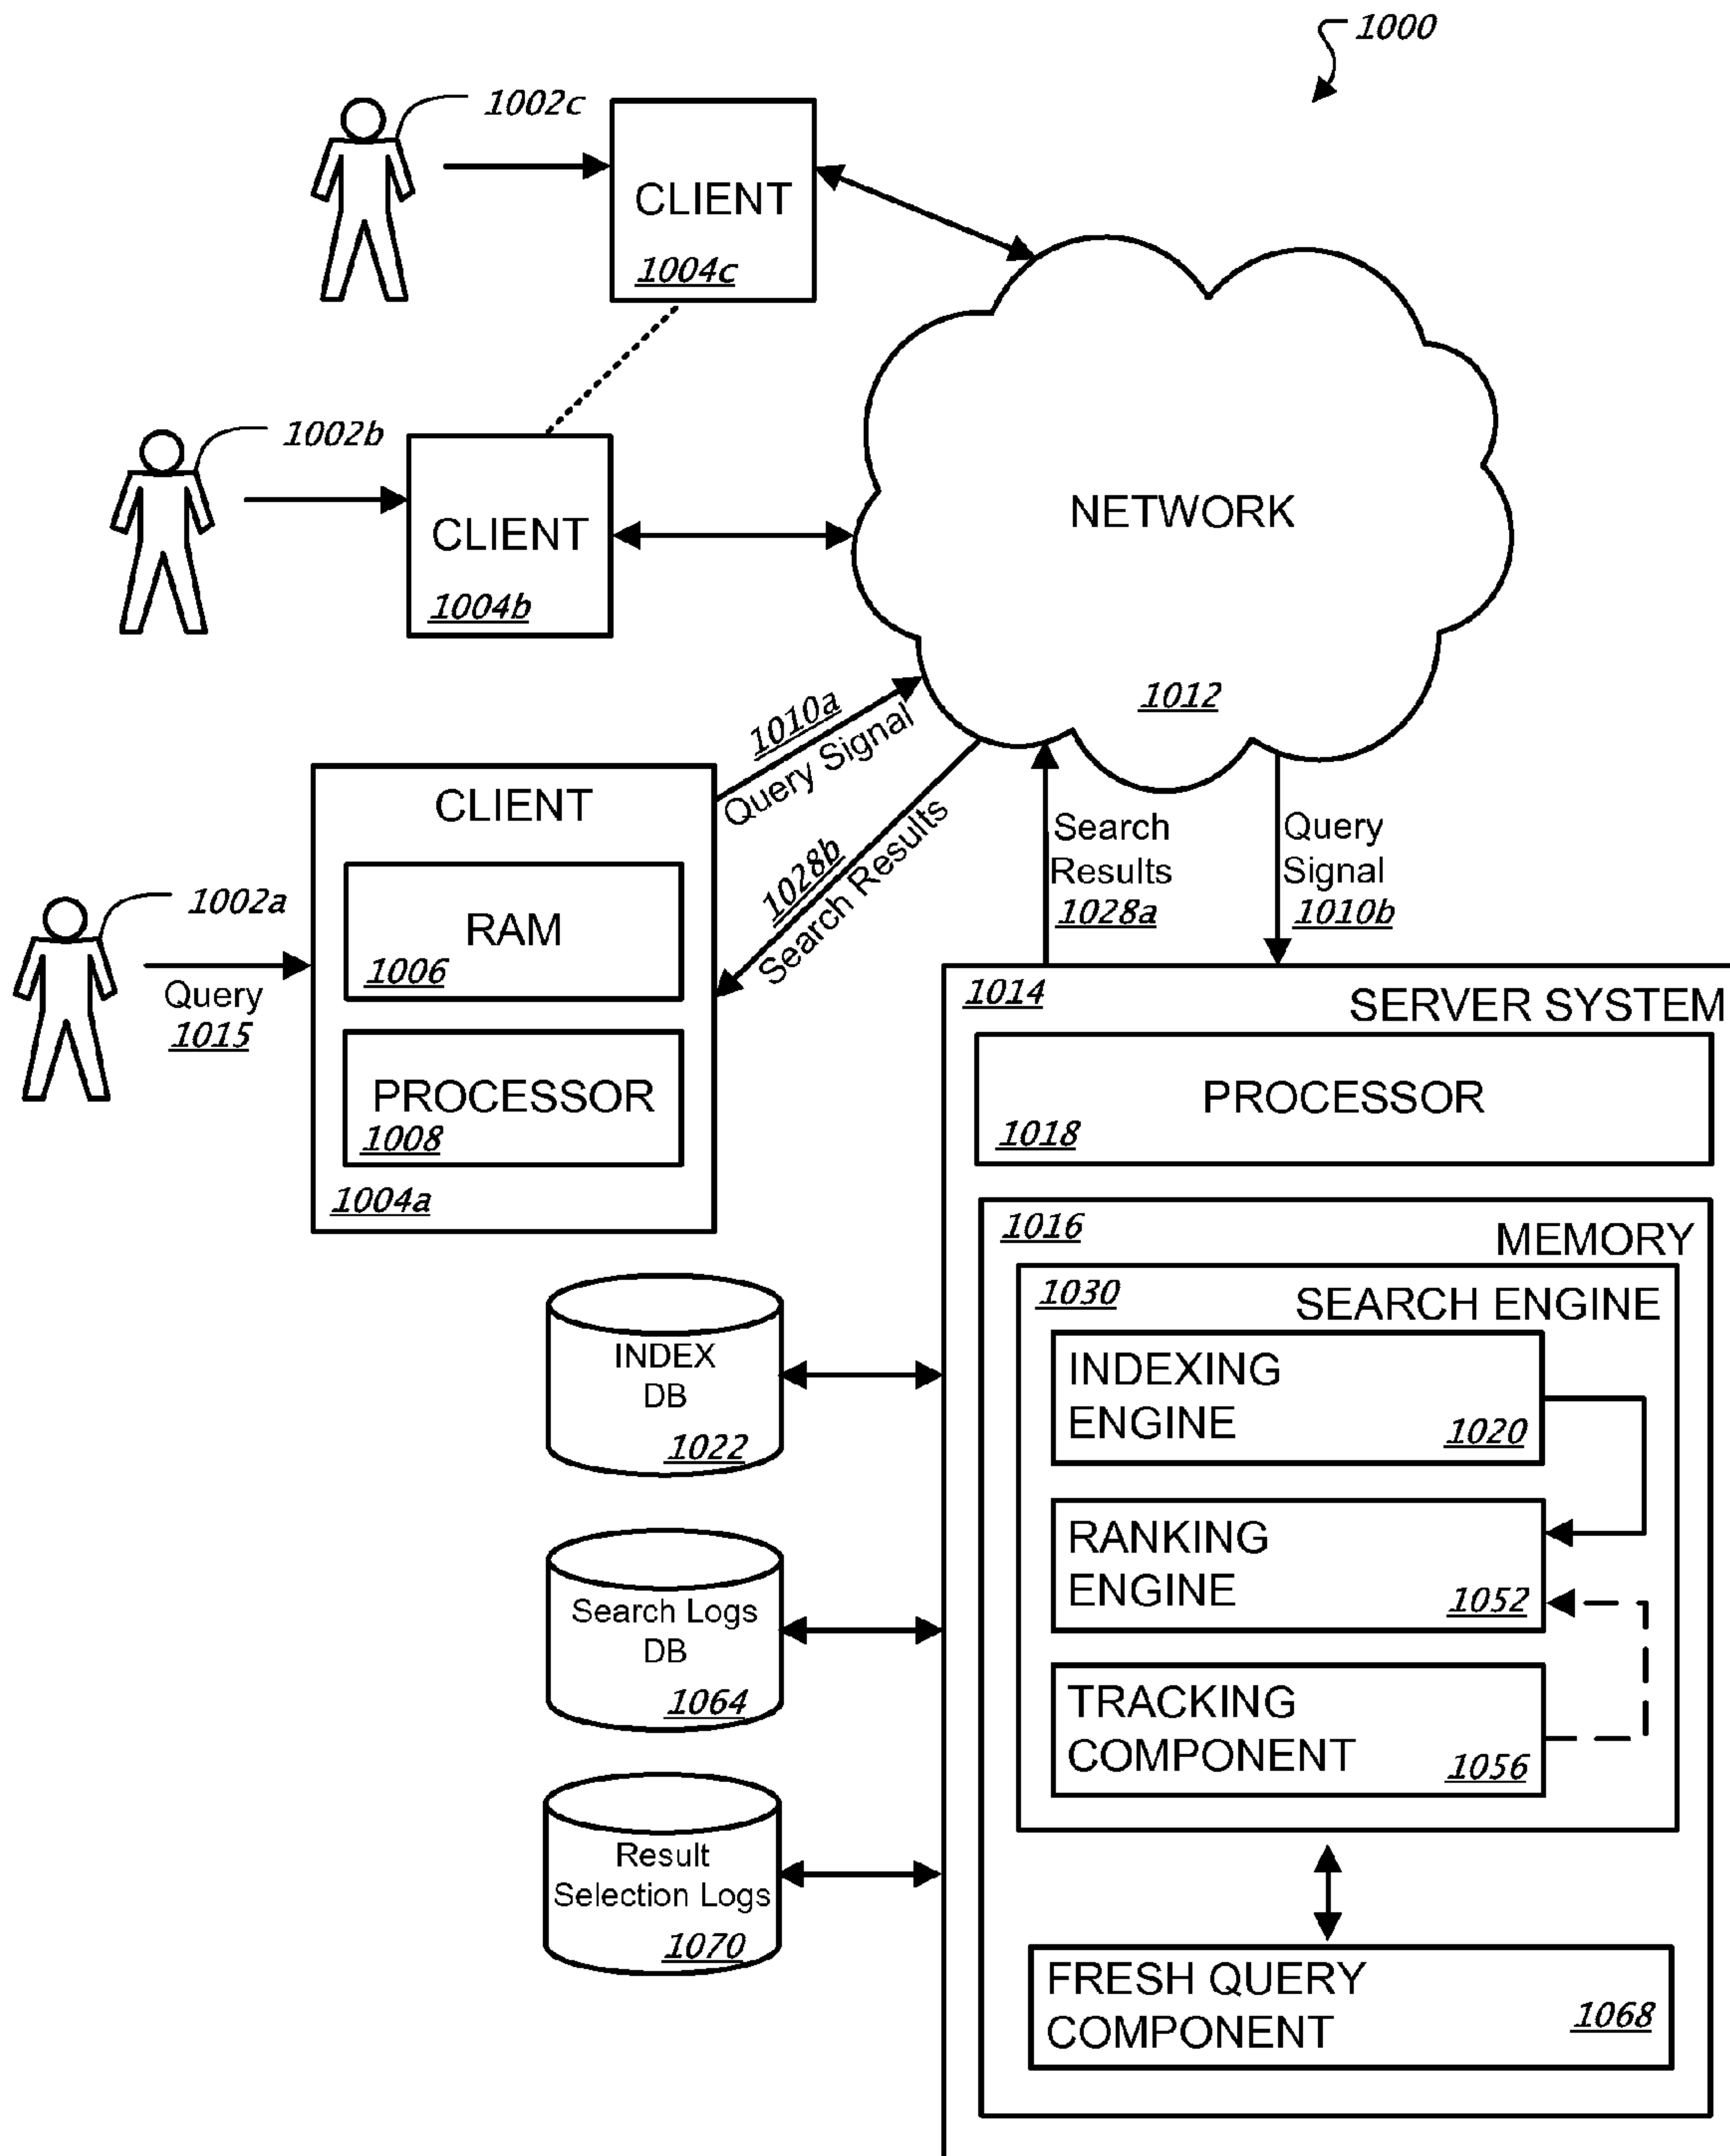 1000
1002c
CLIENT
1004c
1002b
CLIENT
1004b
NETWORK
1012
1010a
Query Signal
1028b
Search Results
Search
Results
1028a
Query
Signal
1010b
1002a
Query
1015
CLIENT
RAM
1006
PROCESSOR
1008
1004a
1014
SERVER SYSTEM
PROCESSOR
1018
1016
MEMORY
1030
SEARCH ENGINE
INDEXING
ENGINE
1020
RANKING
ENGINE
1052
TRACKING
COMPONENT
1056
FRESH QUERY
COMPONENT
1068
INDEX
DB
1022
Search Logs
DB
1064
Result
Selection Logs
1070